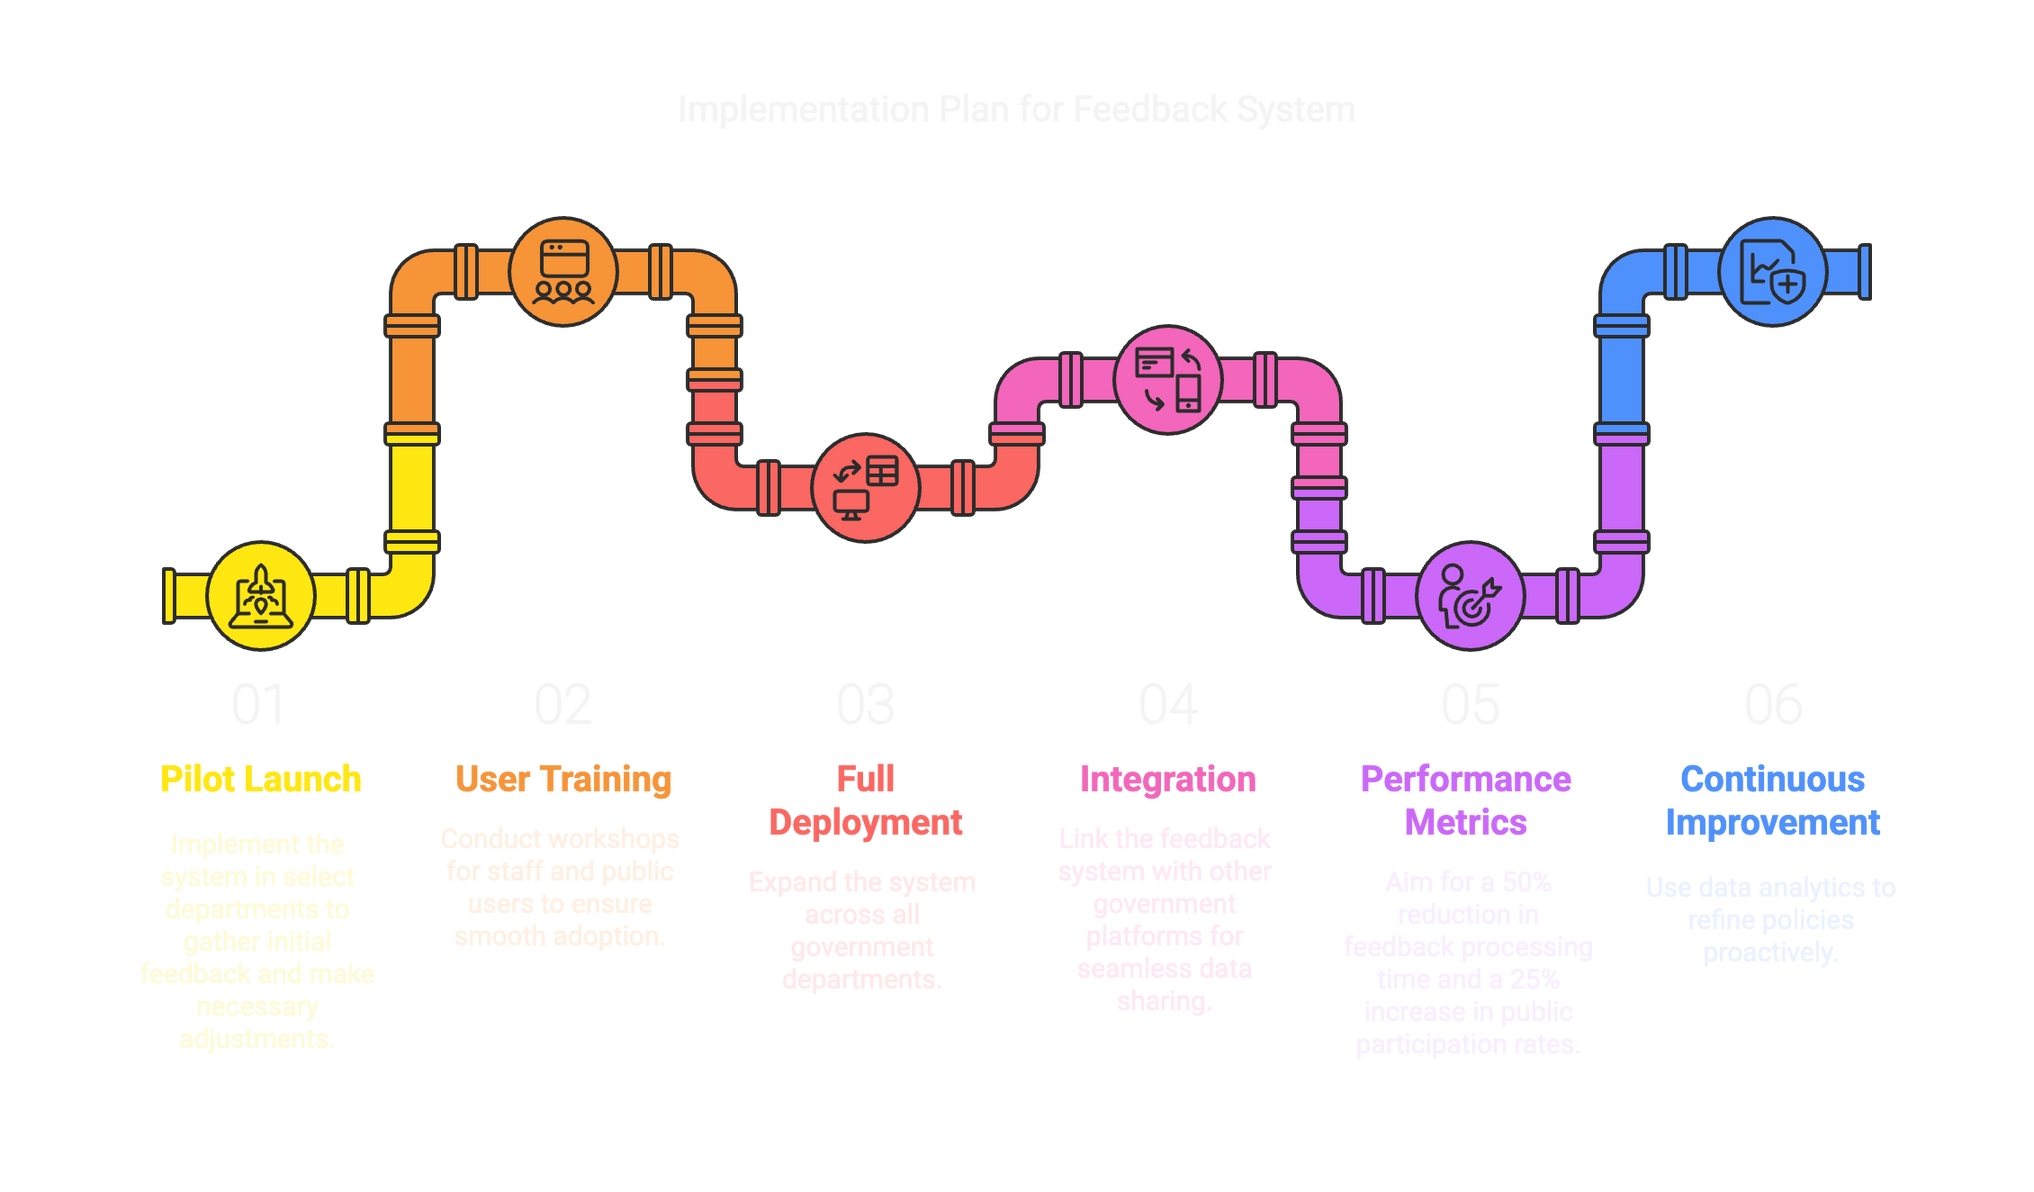 Implementation Plan for Feedback System
01
Pilot Launch
Implement the
system in select
departments to
gather initial
feedback and make
necessary
adjustments.
02
User Training
Conduct workshops
for staff and public
users to ensure
smooth adoption.
03
Full
Deployment
Expand the system
across all
government
departments.
04
Integration
Link the feedback
system with other
government
platforms for
seamless data
sharing.
05
Performance
Metrics
Aim for a 50%
reduction in
feedback processing
time and a 25%
increase in public
participation rates.
06
Continuous
Improvement
Use data analytics to
refine policies
proactively.